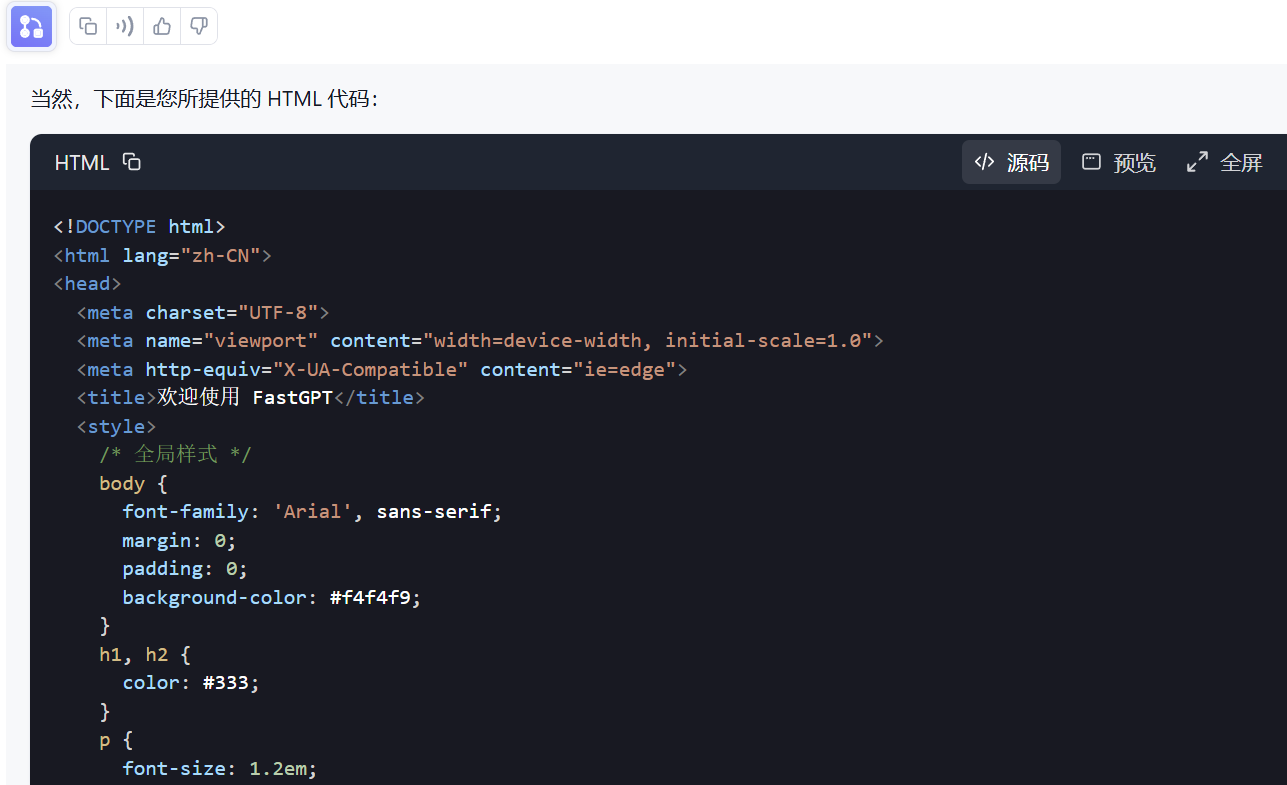 当然，下面是您所提供的 HTML 代码：
HTML
</> 源码 预览 全屏
<!DOCTYPE html>
<html lang="zh-CN">
<head>
  <meta charset="UTF-8">
  <meta name="viewport" content="width=device-width, initial-scale=1.0">
  <meta http-equiv="X-UA-Compatible" content="ie=edge">
  <title>欢迎使用 FastGPT</title>
  <style>
    /* 全局样式 */
    body {
      font-family: 'Arial', sans-serif;
      margin: 0;
      padding: 0;
      background-color: #f4f4f9;
    }
    h1, h2 {
      color: #333;
    }
    p {
      font-size: 1.2em;